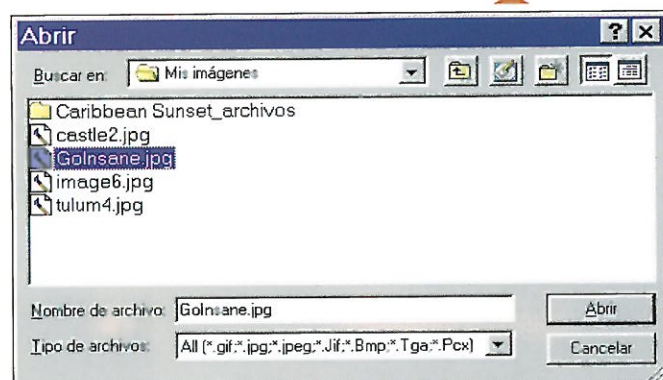 Abrir
Buscar en: Mis imágenes
Caribbean Sunset_archivos
castle2.jpg
GoInsane.jpg
image6.jpg
tulum4.jpg
Nombre de archivo: GoInsane.jpg Abrir
Tipo de archivos: All (*.gif;*.jpg;*.jpeg;*.Jif;*.Bmp;*.Tga;*.Pcx) Cancelar